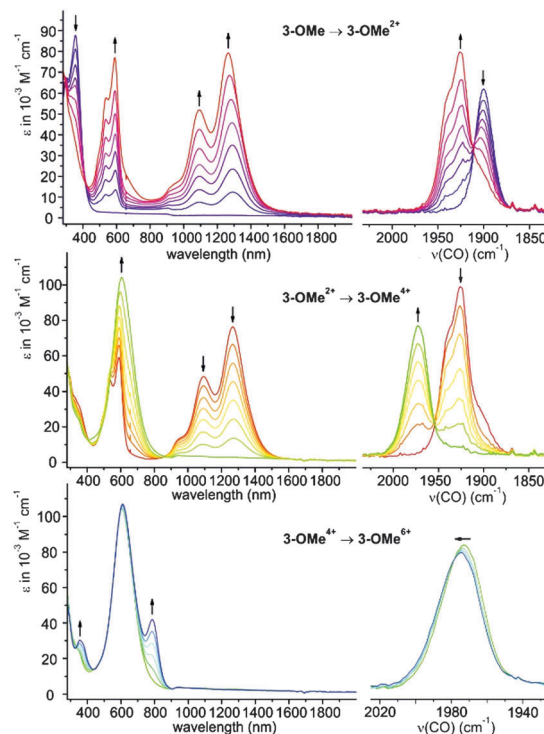 3-OMe → 3-OMe²⁺
ε in 10⁻³ M⁻¹ cm⁻¹
90
80
70
60
50
40
30
20
10
0
400 600 800 1000 1200 1400 1600 1800
wavelength (nm)
2000 1950 1900 1850
ν(CO) (cm⁻¹)
3-OMe²⁺ → 3-OMe⁴⁺
ε in 10⁻³ M⁻¹ cm⁻¹
100
80
60
40
20
0
400 600 800 1000 1200 1400 1600 1800
wavelength (nm)
2000 1950 1900 1850
ν(CO) (cm⁻¹)
3-OMe⁴⁺ → 3-OMe⁶⁺
ε in 10⁻³ M⁻¹ cm⁻¹
100
80
60
40
20
0
400 600 800 1000 1200 1400 1600 1800
wavelength (nm)
2020 1970 1930
ν(CO) (cm⁻¹)